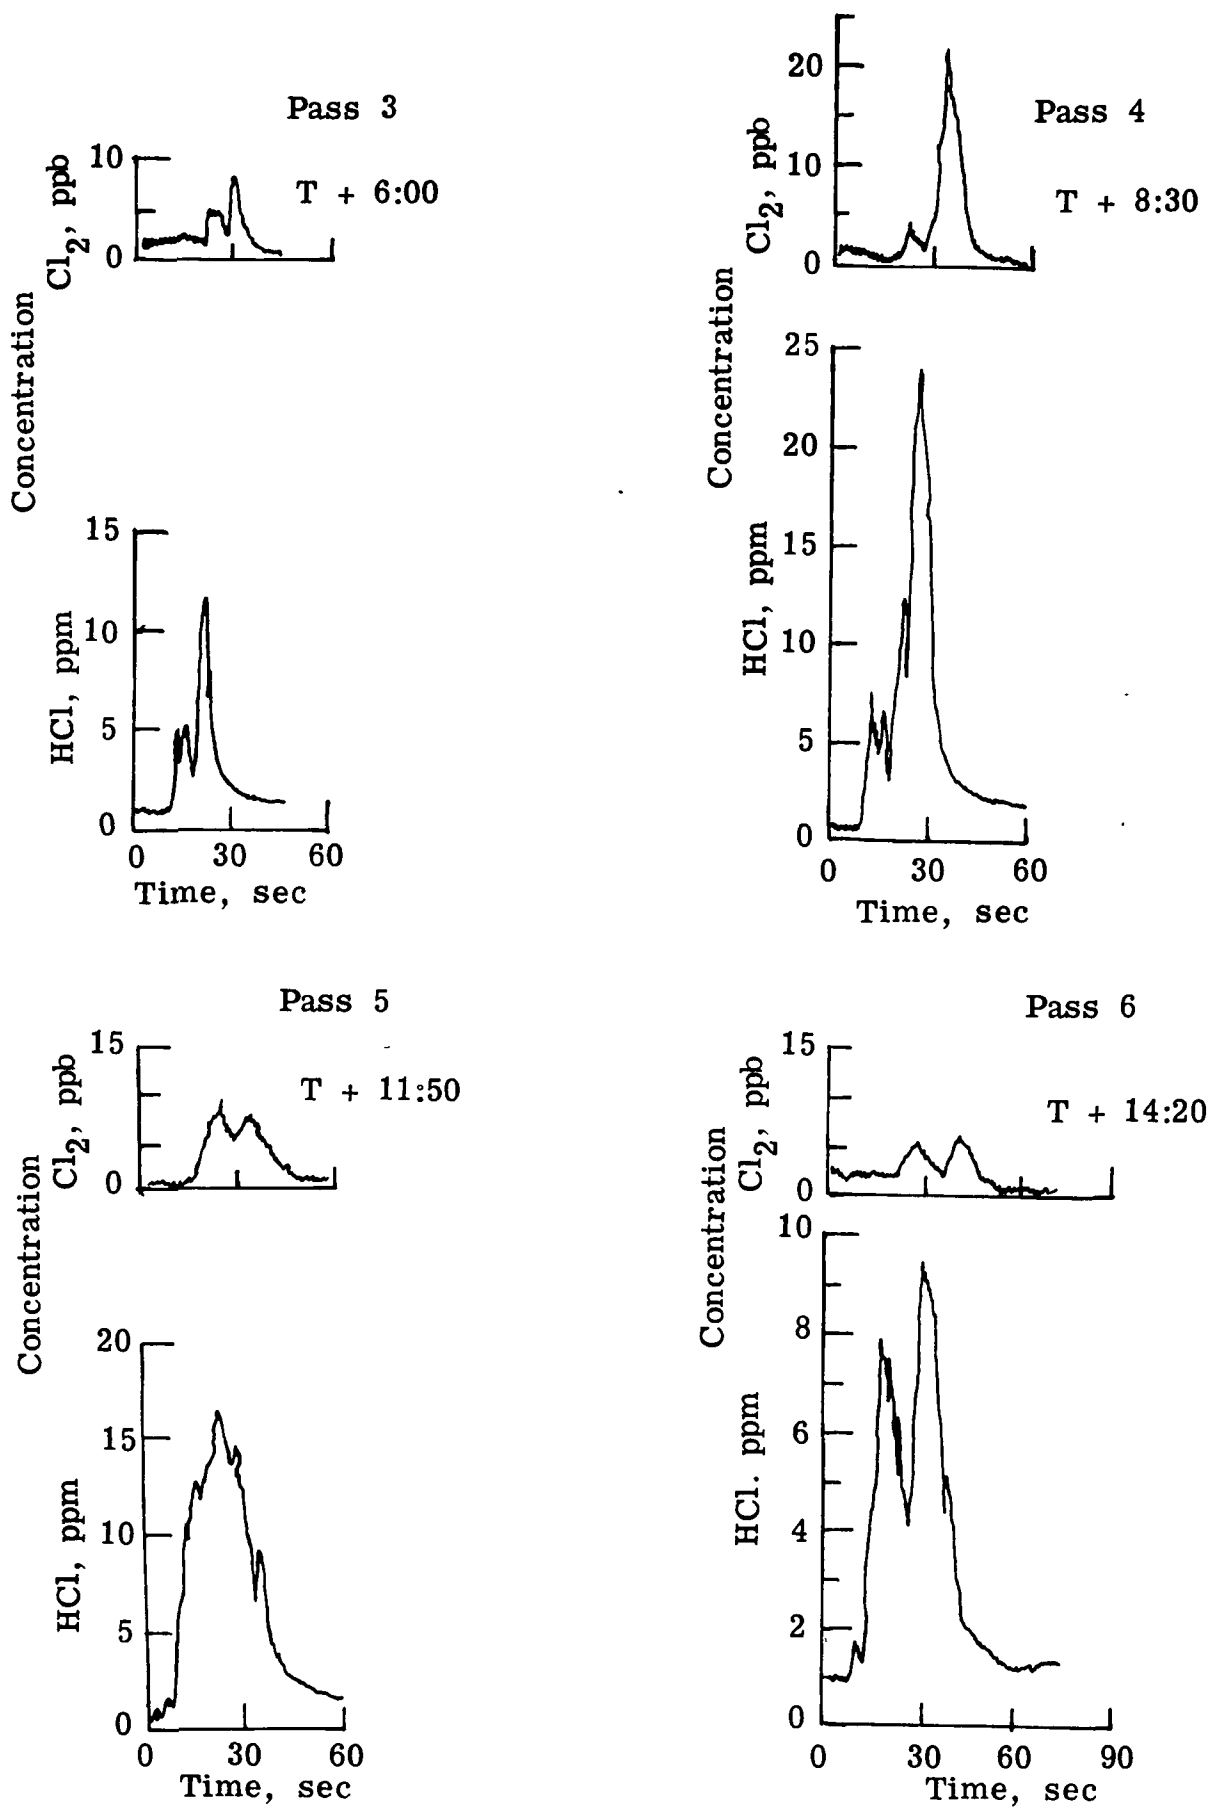 Pass 3
T + 6:00
Concentration
Cl2, ppb
10
0
HCl, ppm
15
10
5
0
0 30 60
Time, sec
Pass 4
T + 8:30
Concentration
Cl2, ppb
20
10
0
HCl, ppm
25
20
15
10
5
0
0 30 60
Time, sec
Pass 5
T + 11:50
Concentration
Cl2, ppb
15
0
HCl, ppm
20
15
10
5
0
0 30 60
Time, sec
Pass 6
T + 14:20
Concentration
Cl2, ppb
15
0
HCl. ppm
10
8
6
4
2
0
0 30 60 90
Time, sec